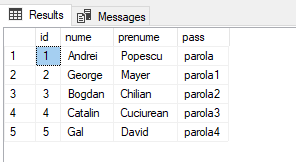 Results Messages
id nume prenume pass
1 1 Andrei Popescu parola
2 2 George Mayer parola1
3 3 Bogdan Chilian parola2
4 4 Catalin Cuciurean parola3
5 5 Gal David parola4